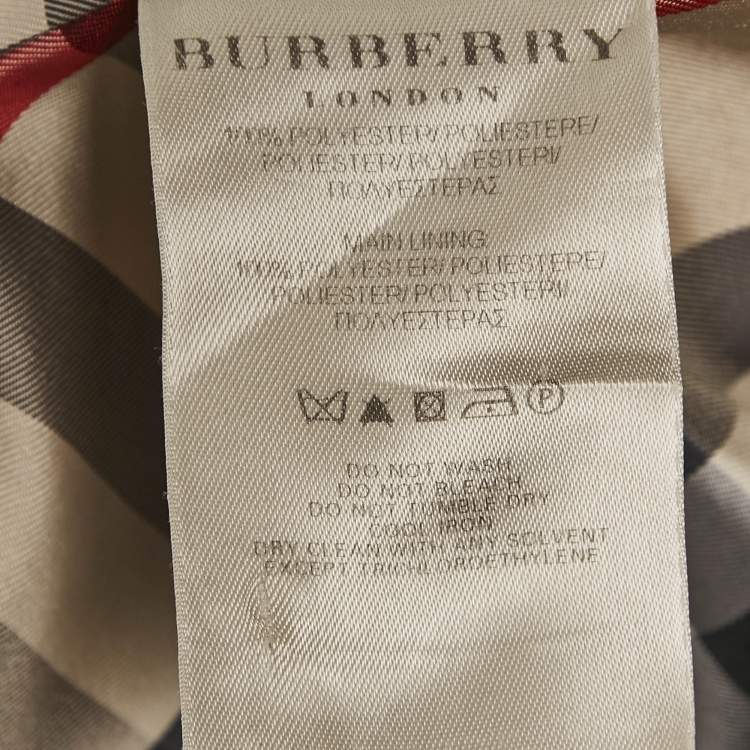 BURBERRY
LONDON
100% POLYESTER/ POLIESTERE/
POLIESTER/ POLYESTERI/
ΠΟΛΥΕΣΤΕΡΑΣ
MAIN LINING
100% POLYESTER/ POLIESTERE/
POLIESTER/ POLYESTERI/
ΠΟΛΥΕΣΤΕΡΑΣ
P
DO NOT WASH
DO NOT BLEACH
DO NOT TUMBLE DRY
COOL IRON
DRY CLEAN WITH ANY SOLVENT
EXCEPT TRICHLOROETHYLENE